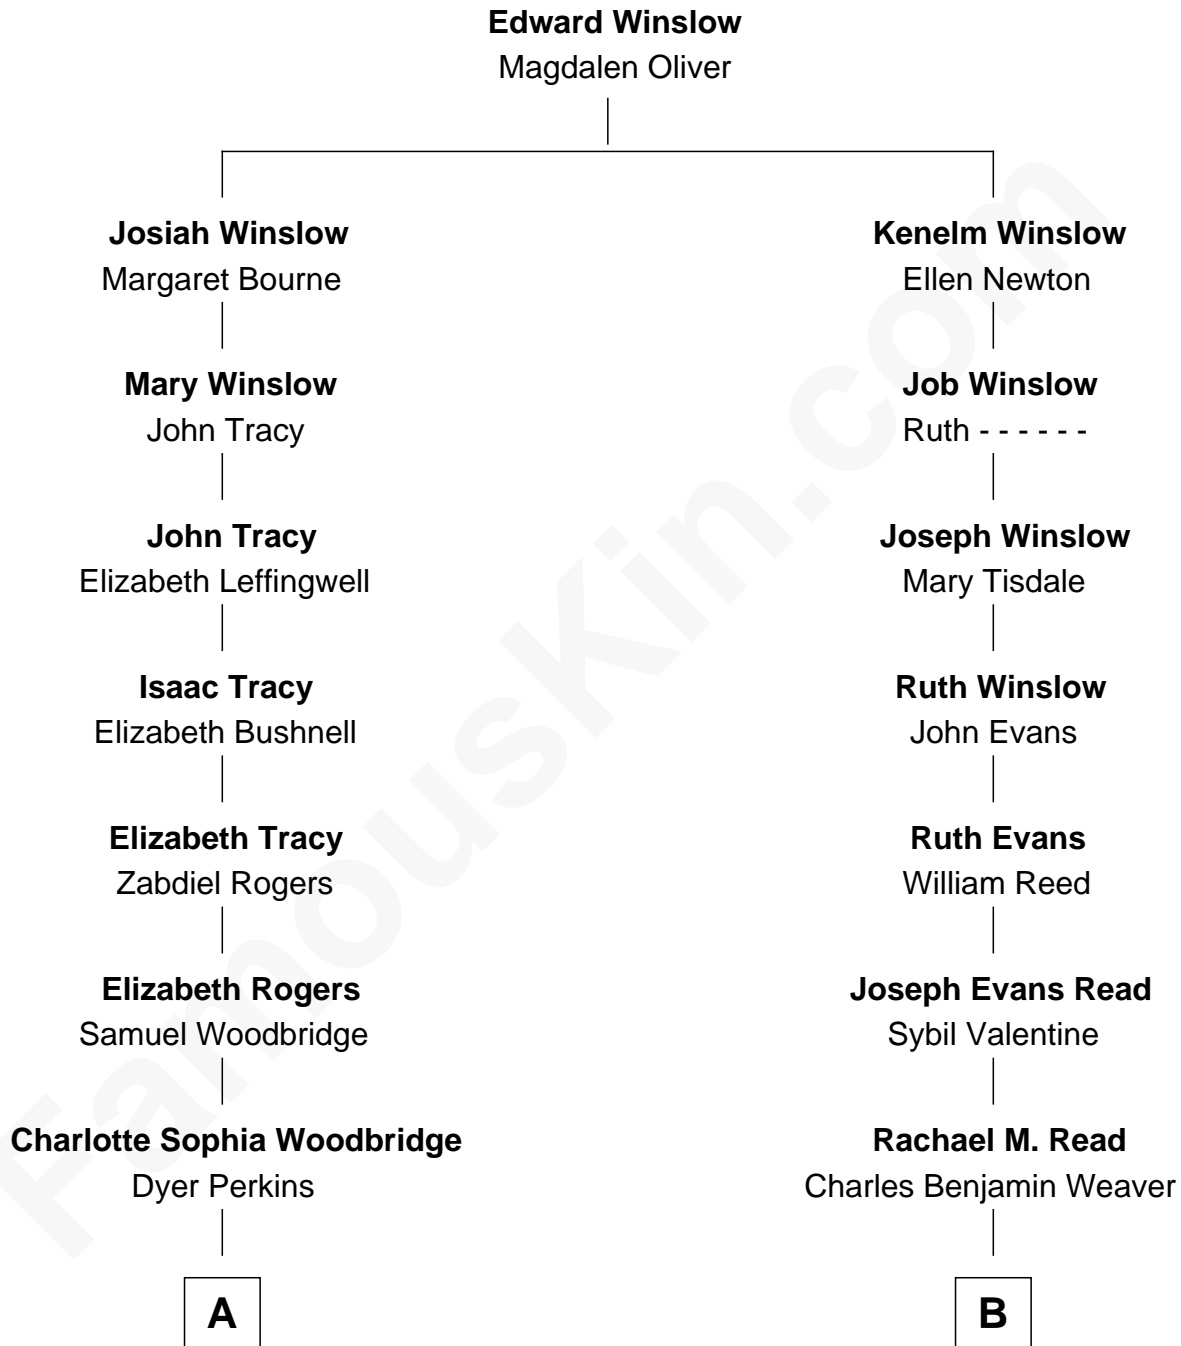 Edward Winslow
Magdalen Oliver
Josiah Winslow
Margaret Bourne
Kenelm Winslow
Ellen Newton
Mary Winslow
John Tracy
Job Winslow
Ruth - - - - - -
John Tracy
Elizabeth Leffingwell
Joseph Winslow
Mary Tisdale
Isaac Tracy
Elizabeth Bushnell
Ruth Winslow
John Evans
Elizabeth Tracy
Zabdiel Rogers
Ruth Evans
William Reed
Elizabeth Rogers
Samuel Woodbridge
Joseph Evans Read
Sybil Valentine
Charlotte Sophia Woodbridge
Dyer Perkins
Rachael M. Read
Charles Benjamin Weaver
A
B
FamousKin.com